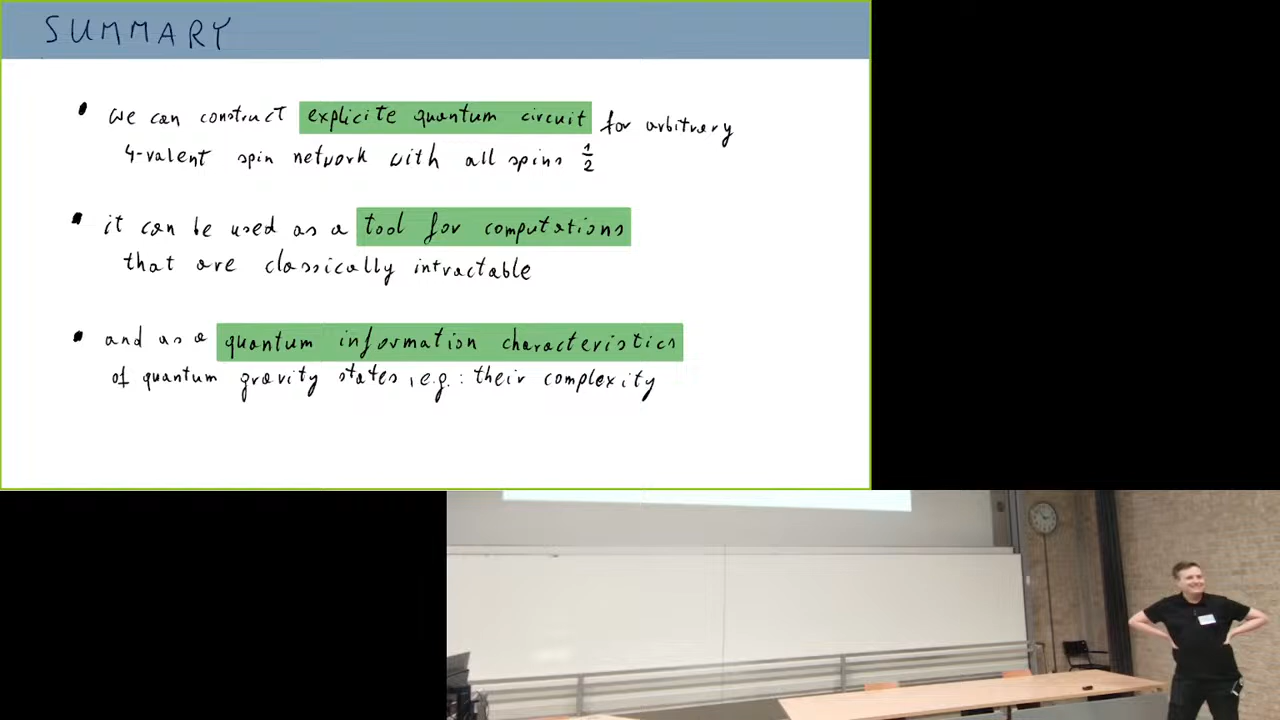 SUMMARY
• we can construct explicite quantum circuit for arbitrary
4-valent spin network with all spins 1/2
• it can be used as a tool for computations
that are classically intractable
• and as a quantum information characteristics
of quantum gravity states, e.g.: their complexity